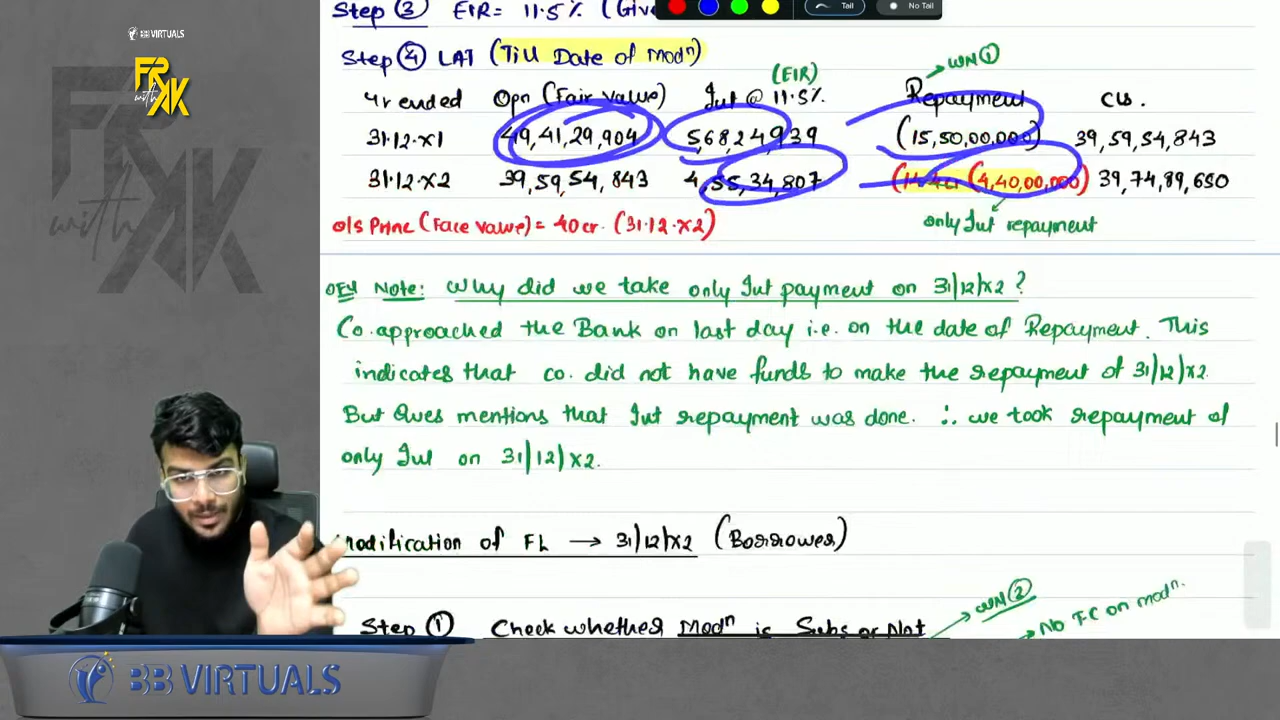 BB VIRTUALS
FR
with AK
Step ③ EIR = 11.5% (Give
Tail
No Tail
Step ④ LAT (Till Date of Modⁿ)
WN①
(EIR)
Yr ended Opn (Fair Value) Int @ 11.5% Repayment CLS.
31.12.X1 49,41,29,904 5,68,24,939 (15,50,00,000) 39,59,54,843
31.12.X2 39,59,54,843 4,55,34,807 (4,40,00,000) 39,74,89,650
only Int repayment
O/s Princ (Face Value) = 40 cr. (31.12.X2)
Note: Why did we take only Int payment on 31/12/X2?
Co. approached the Bank on last day i.e. on the date of Repayment. This
indicates that co. did not have funds to make the repayment of 31/12/X2.
But Ques mentions that Int repayment was done. ∴ we took repayment of
only Int on 31/12/X2.
Modification of FL → 31/12/X2 (Borrower)
WN②
No FC on modⁿ.
Step ① Check whether Modⁿ is Subs or Not
BB VIRTUALS